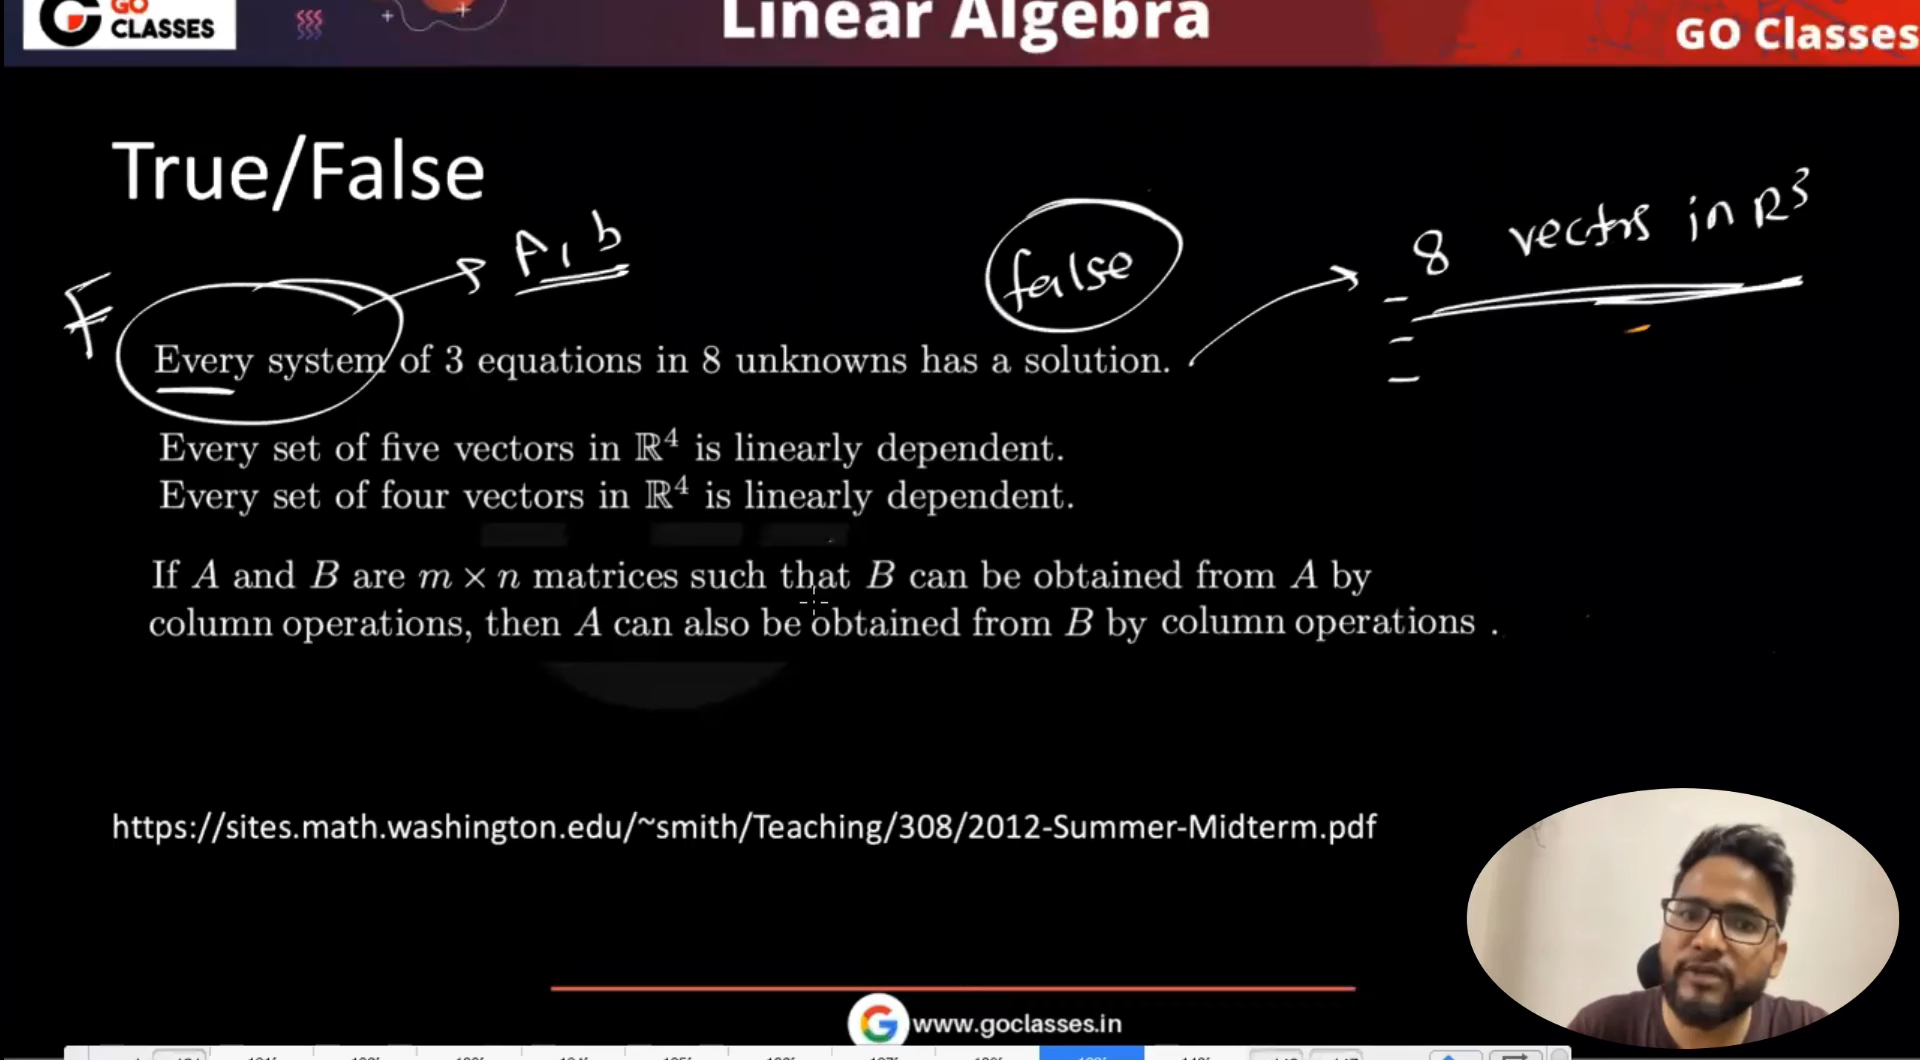 GO
CLASSES
Linear Algebra
GO Classes
True/False
A, b
false
8 vectors in R³
F
Every system of 3 equations in 8 unknowns has a solution.
Every set of five vectors in ℝ⁴ is linearly dependent.
Every set of four vectors in ℝ⁴ is linearly dependent.
If A and B are m × n matrices such that B can be obtained from A by
column operations, then A can also be obtained from B by column operations .
https://sites.math.washington.edu/~smith/Teaching/308/2012-Summer-Midterm.pdf
www.goclasses.in